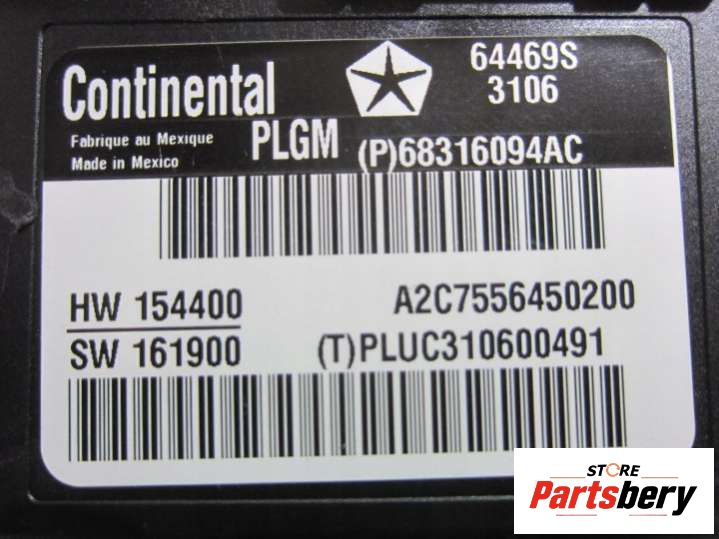 Continental
64469S
3106
Fabrique au Mexique
Made in Mexico
PLGM
(P)68316094AC
HW 154400
A2C7556450200
SW 161900
(T)PLUC310600491
STORE
Partsbery